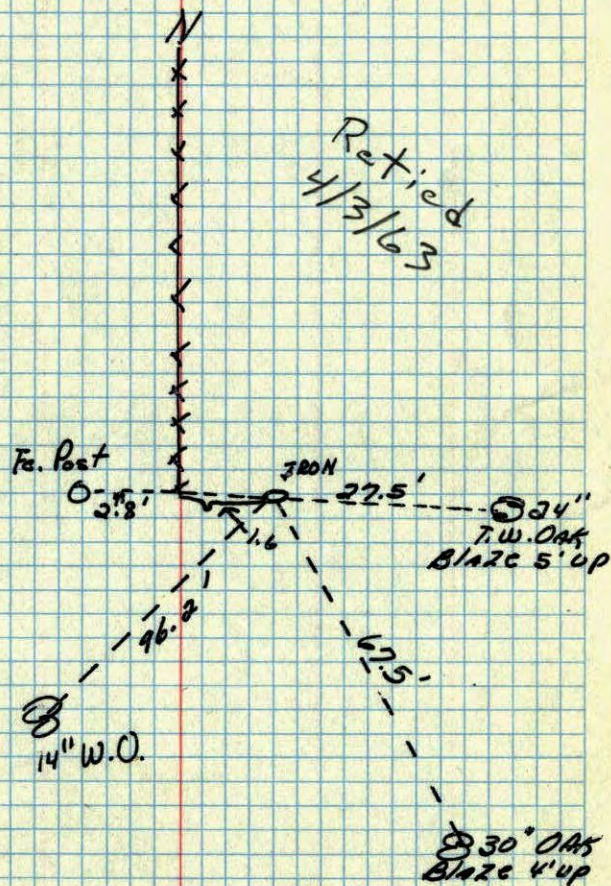 N
Retied
4/3/63
Fe. Post
2.8'
IRON
27.5'
24"
T.W. OAK
BLAZE 5' UP
1.6
96.2'
67.5-
14" W.O.
30" OAK
BLAZE 4' UP